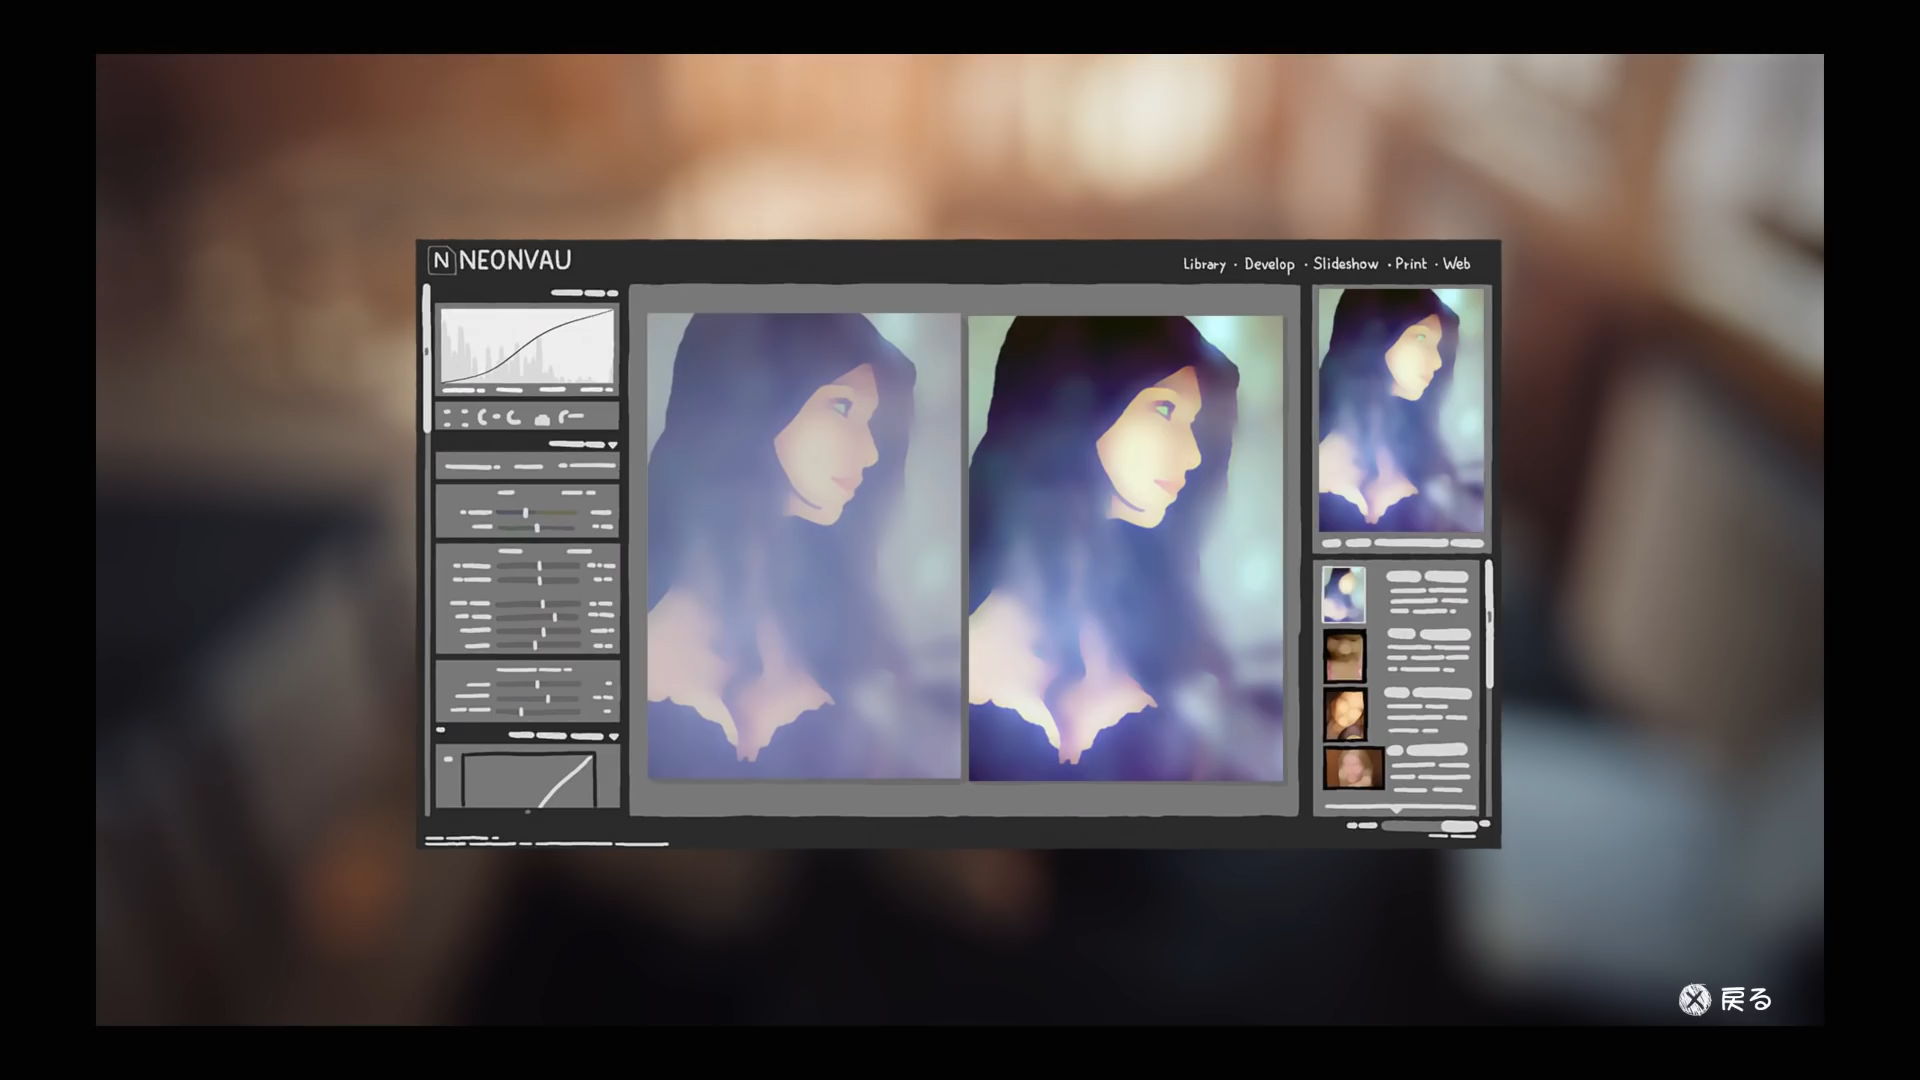 N NEONVAU
Library · Develop · Slideshow · Print · Web
戻る